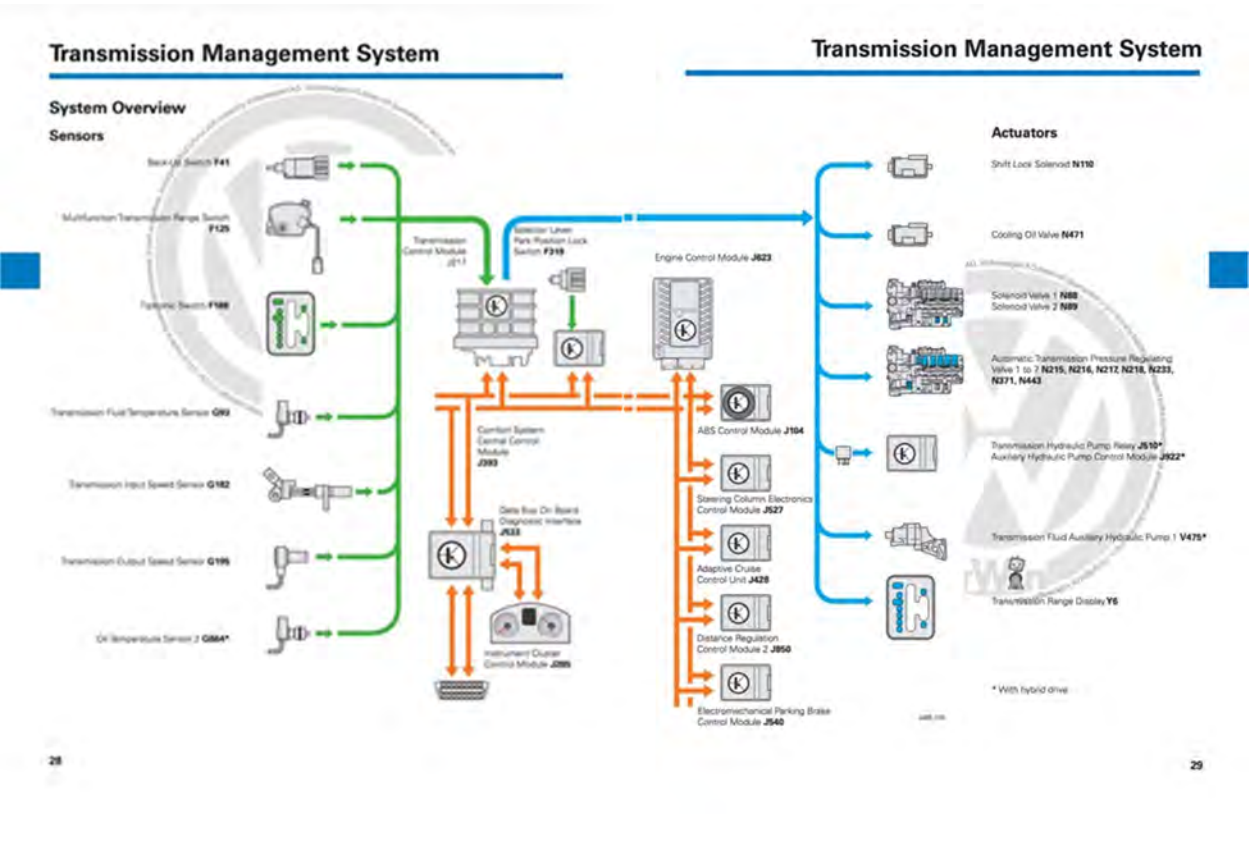 Transmission Management System
System Overview
Sensors
Back-Up Switch F41
Multifunction Transmission Range Switch
F125
Tiptronic Switch F189
Transmission Fluid Temperature Sensor G93
Transmission Input Speed Sensor G182
Transmission Output Speed Sensor G195
Oil Temperature Sensor 2 G664*
Transmission
Control Module
J217
Selector Lever
Park Position Lock
Switch F319
Comfort System
Central Control
Module
J393
Data Bus On Board
Diagnostic Interface
J533
Instrument Cluster
Control Module J285
28
Transmission Management System
Engine Control Module J623
ABS Control Module J104
Steering Column Electronics
Control Module J527
Adaptive Cruise
Control Unit J428
Distance Regulation
Control Module 2 J850
Electromechanical Parking Brake
Control Module J540
Actuators
Shift Lock Solenoid N110
Cooling Oil Valve N471
Solenoid Valve 1 N88
Solenoid Valve 2 N89
Automatic Transmission Pressure Regulating
Valve 1 to 7 N215, N216, N217, N218, N233,
N371, N443
Transmission Hydraulic Pump Relay J510*
Auxiliary Hydraulic Pump Control Module J922*
Transmission Fluid Auxiliary Hydraulic Pump 1 V475*
Transmission Range Display Y6
* With hybrid drive
29